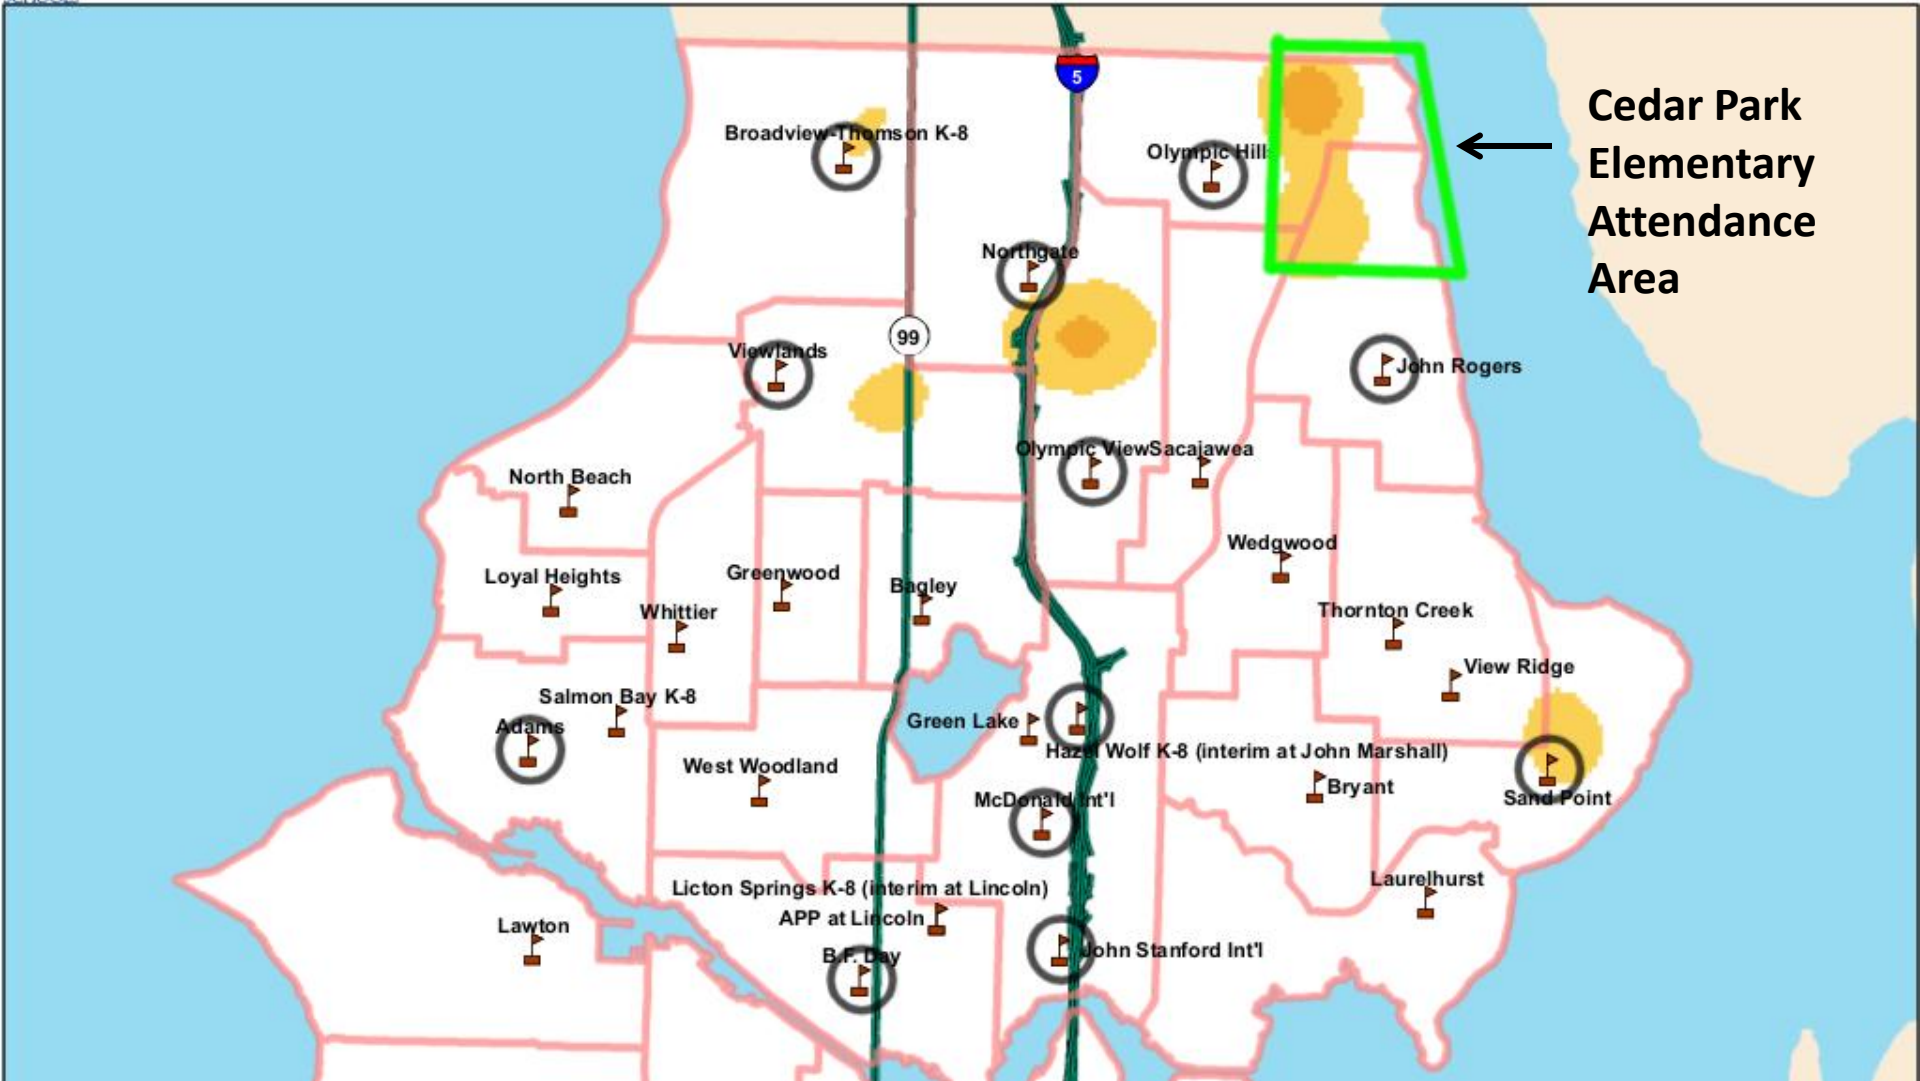 5
Cedar Park
Elementary
Attendance
Area
Broadview-Thomson K-8
Olympic Hill
Northgate
99
Viewlands
John Rogers
Olympic View
Sacajawea
North Beach
Wedgwood
Loyal Heights
Greenwood
Bagley
Whittier
Thornton Creek
View Ridge
Salmon Bay K-8
Adams
Green Lake
Hazel Wolf K-8 (interim at John Marshall)
West Woodland
Bryant
McDonald Int'l
Sand Point
Licton Springs K-8 (interim at Lincoln)
Laurelhurst
APP at Lincoln
Lawton
B.F. Day
John Stanford Int'l